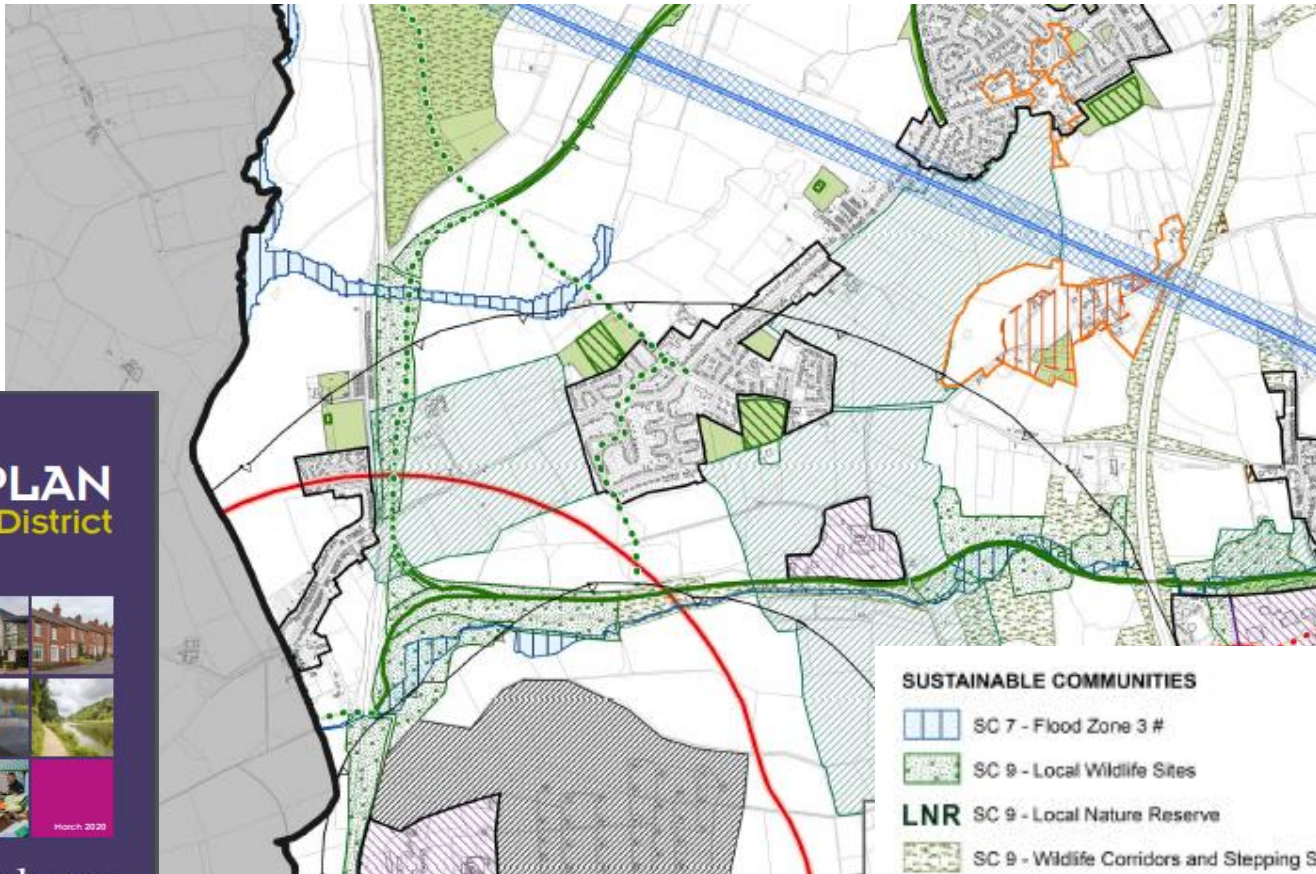 PLAN
District
March 2020
SUSTAINABLE COMMUNITIES
SC 7 - Flood Zone 3 #
SC 9 - Local Wildlife Sites
LNR SC 9 - Local Nature Reserve
SC 9 - Wildlife Corridors and Stepping S